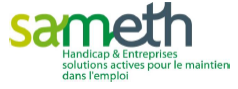 sameth
Handicap & Entreprises
solutions actives pour le maintien
dans l'emploi